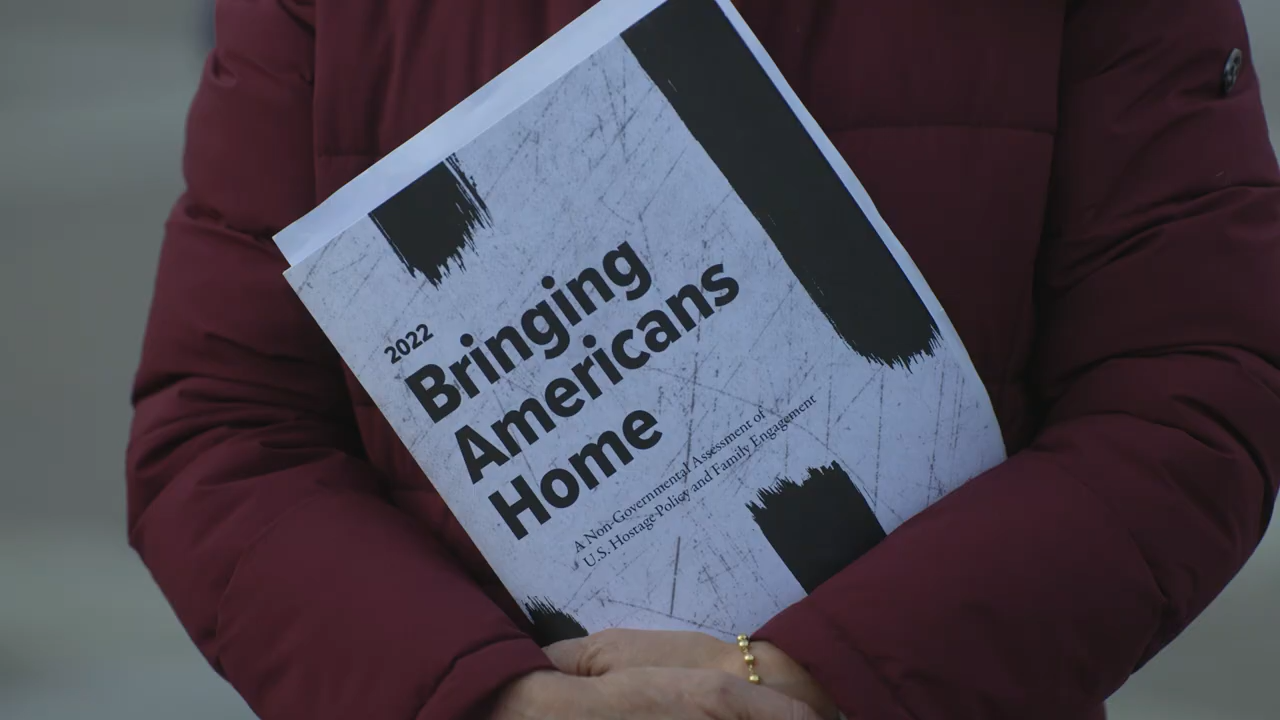 2022
Bringing
Americans
Home
A Non-Governmental Assessment of
U.S. Hostage Policy and Family Engagement